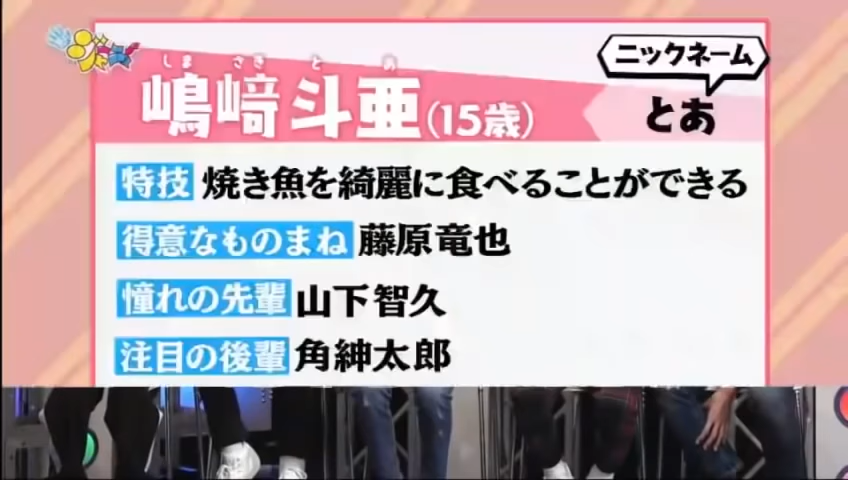 ジャニ
しまさきとあ
嶋﨑斗亜(15歳)
ニックネーム
とあ
特技 焼き魚を綺麗に食べることができる
得意なものまね 藤原竜也
憧れの先輩 山下智久
注目の後輩 角紳太郎